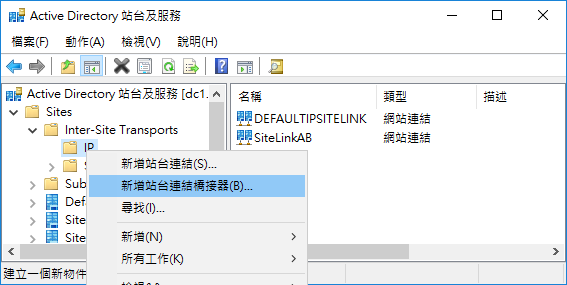 Active Directory 站台及服務
檔案(F) 動作(A) 檢視(V) 說明(H)
Active Directory 站台及服務 [dc1.
Sites
Inter-Site Transports
IP
S
Sub
Def
Site
Site
名稱 類型 描述
DEFAULTIPSITELINK 網站連結
SiteLinkAB 網站連結
新增站台連結(S)...
新增站台連結橋接器(B)...
尋找(I)...
新增(N)
所有工作(K)
建立一個新物件